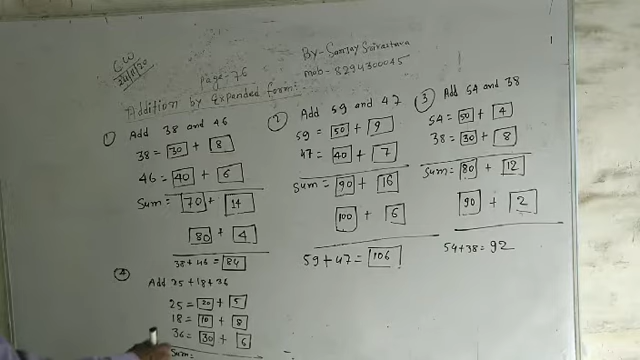 CW
By- Sanjay Srivastava
mob- 8294300045
page-76
Addition by Expanded form:
① Add 38 and 46
38 = 30 + 8
46 = 40 + 6
Sum = 70 + 14
80 + 4
38+46 = 84
② Add 59 and 47
59 = 50 + 9
47 = 40 + 7
Sum = 90 + 16
100 + 6
59+47 = 106
③ Add 54 and 38
54 = 50 + 4
38 = 30 + 8
Sum = 80 + 12
90 + 2
54+38 = 92
④ Add 25+18+36
25 = 20 + 5
18 = 10 + 8
36 = 30 + 6
Sum =